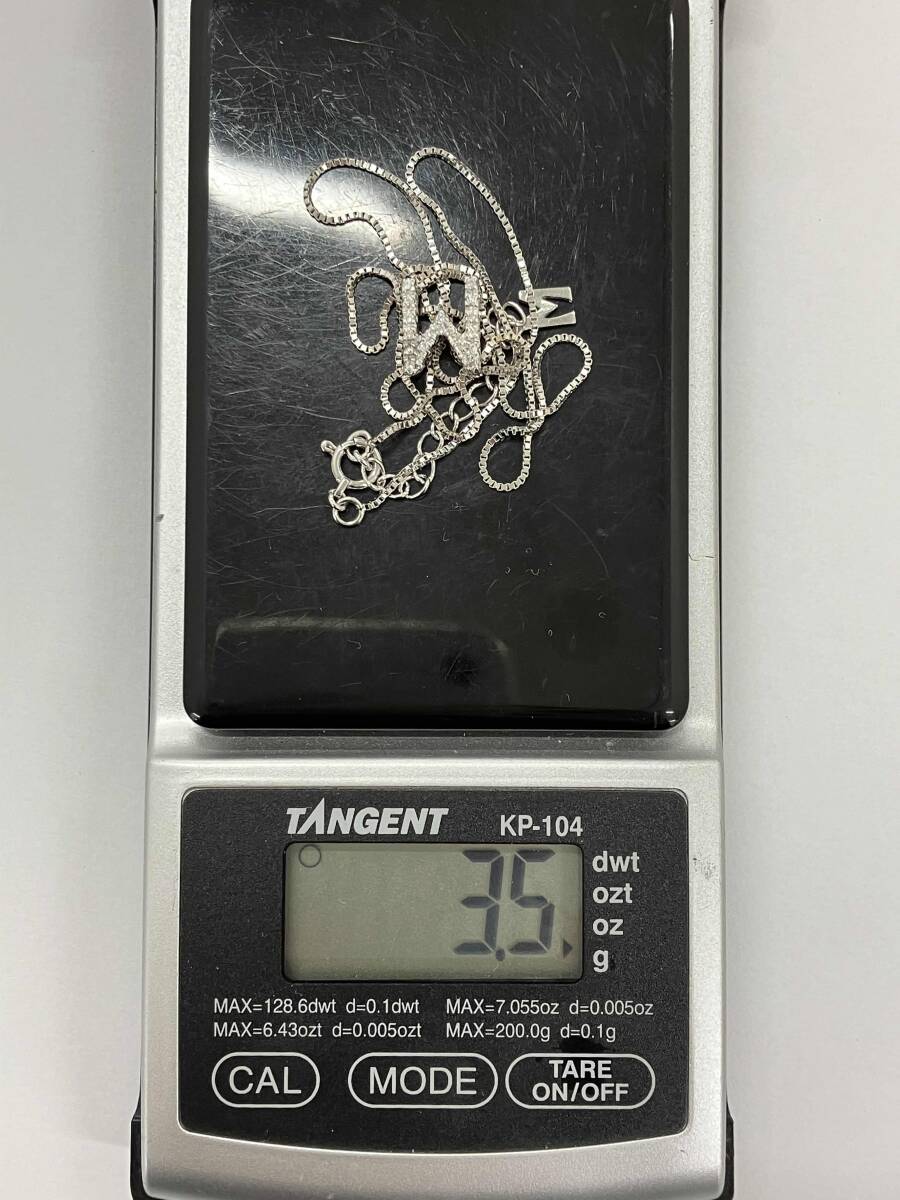 M
M
TANGENT KP-104
3.5
dwt
ozt
oz
g
MAX=128.6dwt d=0.1dwt MAX=7.055oz d=0.005oz
MAX=6.43ozt d=0.005ozt MAX=200.0g d=0.1g
CAL MODE TARE ON/OFF